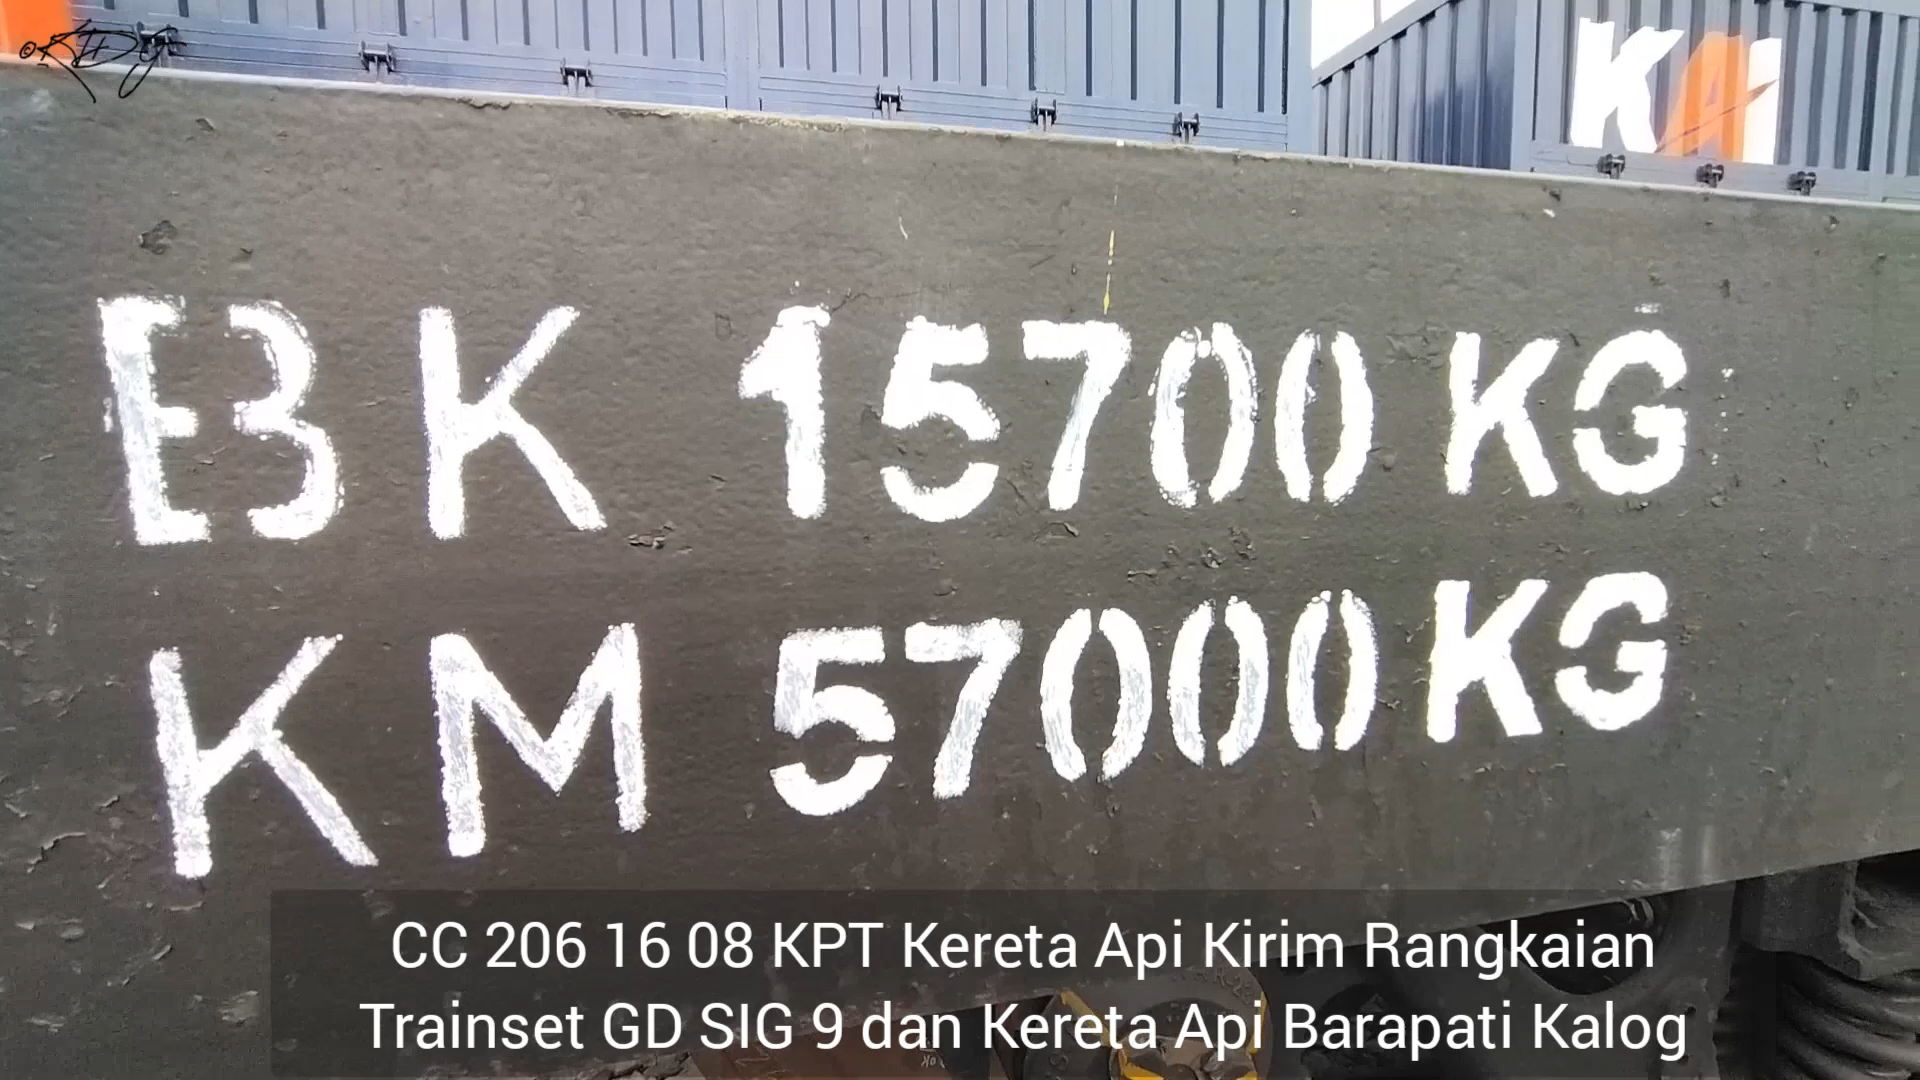 ©RDG
KAI
BK 15700 KG
KM 57000 KG
CC 206 16 08 KPT Kereta Api Kirim Rangkaian
Trainset GD SIG 9 dan Kereta Api Barapati Kalog